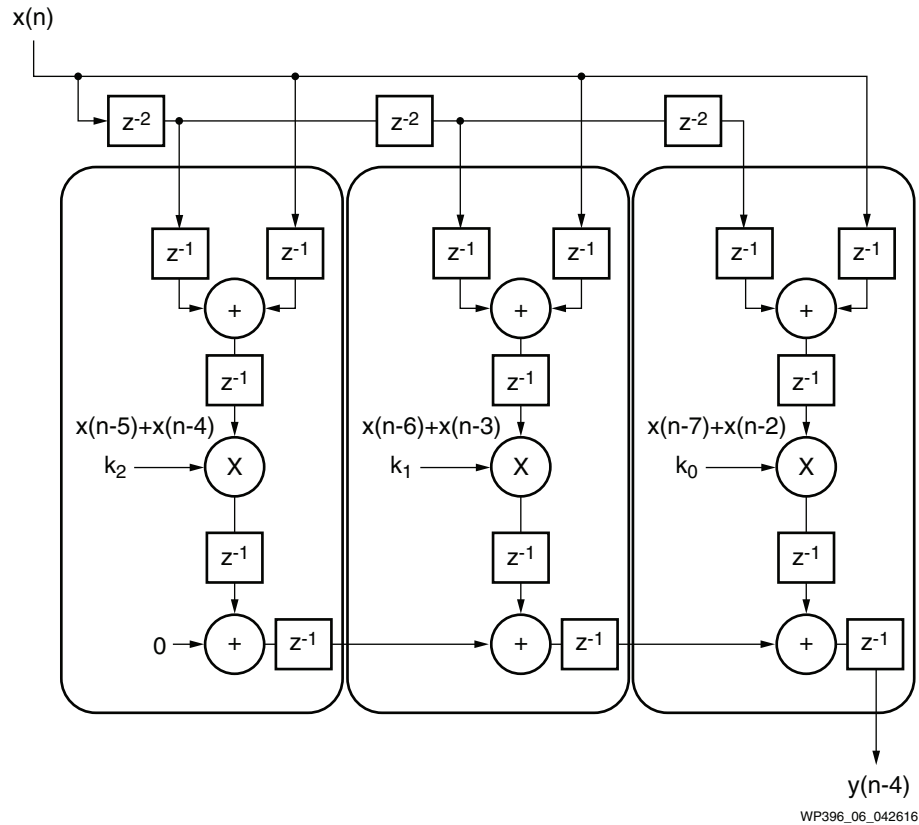 x(n)
z-2 z-2 z-2
z-1 z-1 z-1 z-1 z-1 z-1
+ + +
z-1 z-1 z-1
x(n-5)+x(n-4) x(n-6)+x(n-3) x(n-7)+x(n-2)
k2 X k1 X k0 X
z-1 z-1 z-1
0 + z-1 + z-1 + z-1
y(n-4)
WP396_06_042616